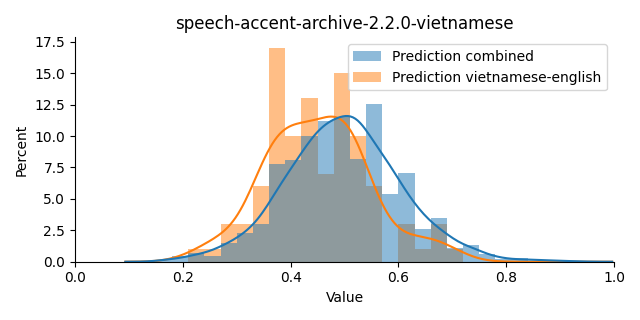 speech-accent-archive-2.2.0-vietnamese
Prediction combined
Prediction vietnamese-english
17.5
15.0
12.5
10.0
7.5
5.0
2.5
0.0
Percent
0.0 0.2 0.4 0.6 0.8 1.0
Value